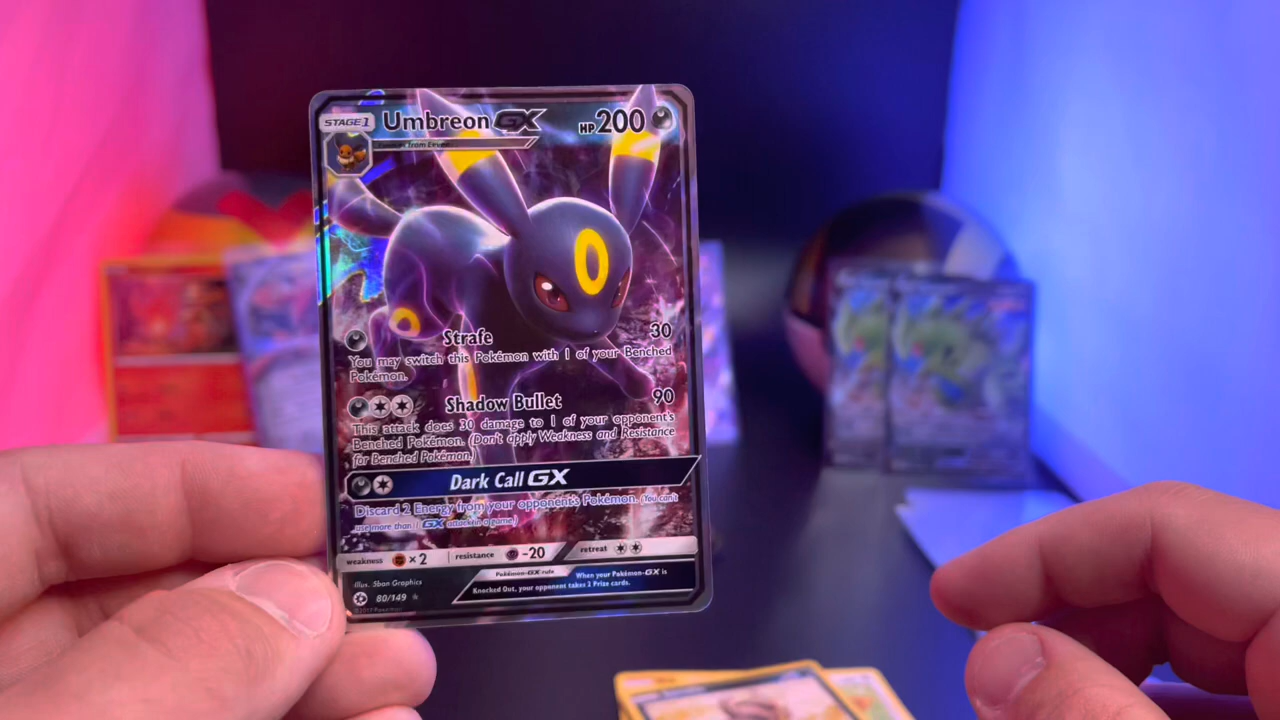 STAGE 1 Umbreon GX HP 200
Evolves from Eevee
Strafe 30
You may switch this Pokémon with 1 of your Benched
Pokémon.
Shadow Bullet 90
This attack does 30 damage to 1 of your opponent's
Benched Pokémon. (Don't apply Weakness and Resistance
for Benched Pokémon.)
Dark Call GX
Discard 2 Energy from your opponent's Pokémon. (You can't
use more than 1 GX attack in a game.)
weakness ×2 resistance -20 retreat
Illus. 5ban Graphics
Pokémon-GX rule When your Pokémon-GX is
Knocked Out, your opponent takes 2 Prize cards.
80/149
©2017 Pokémon